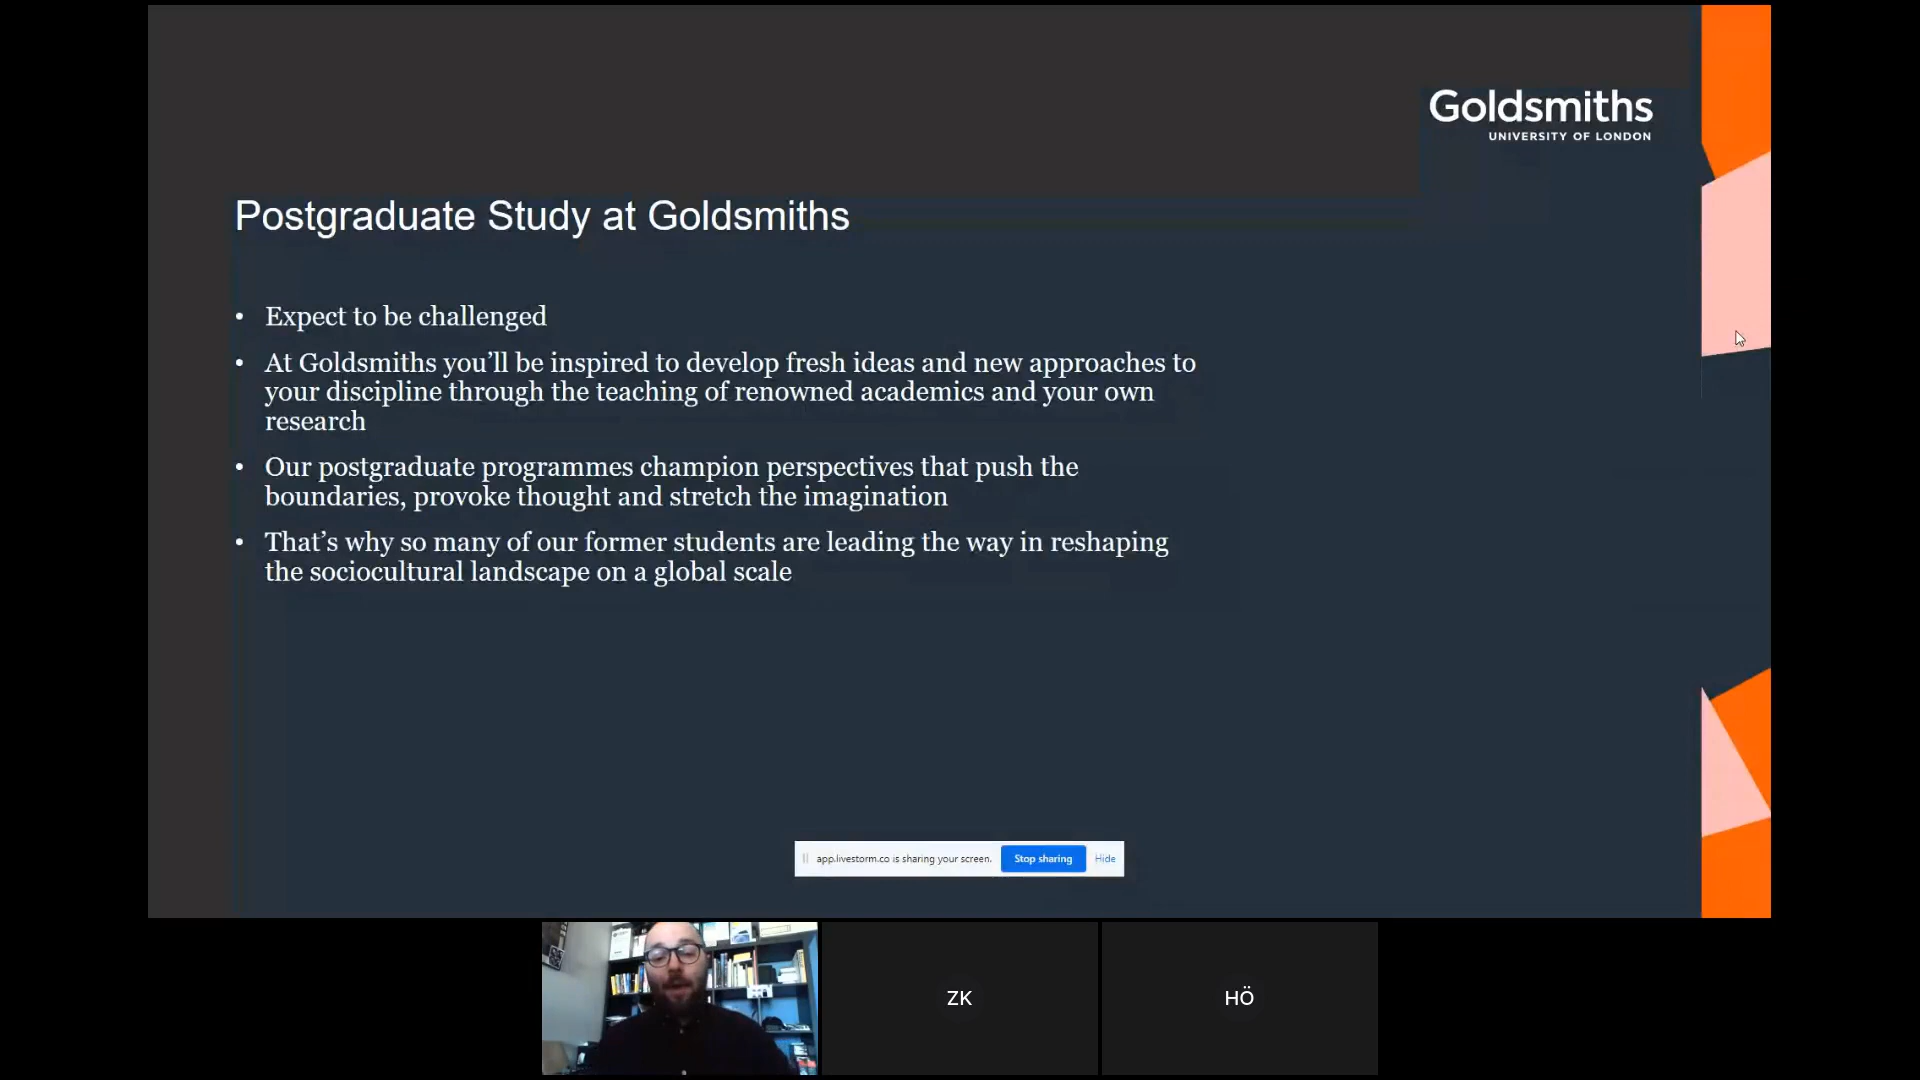 Goldsmiths
UNIVERSITY OF LONDON
Postgraduate Study at Goldsmiths
• Expect to be challenged
• At Goldsmiths you’ll be inspired to develop fresh ideas and new approaches to
your discipline through the teaching of renowned academics and your own
research
• Our postgraduate programmes champion perspectives that push the
boundaries, provoke thought and stretch the imagination
• That’s why so many of our former students are leading the way in reshaping
the sociocultural landscape on a global scale
app.livestorm.co is sharing your screen. Stop sharing Hide
ZK
HÖ